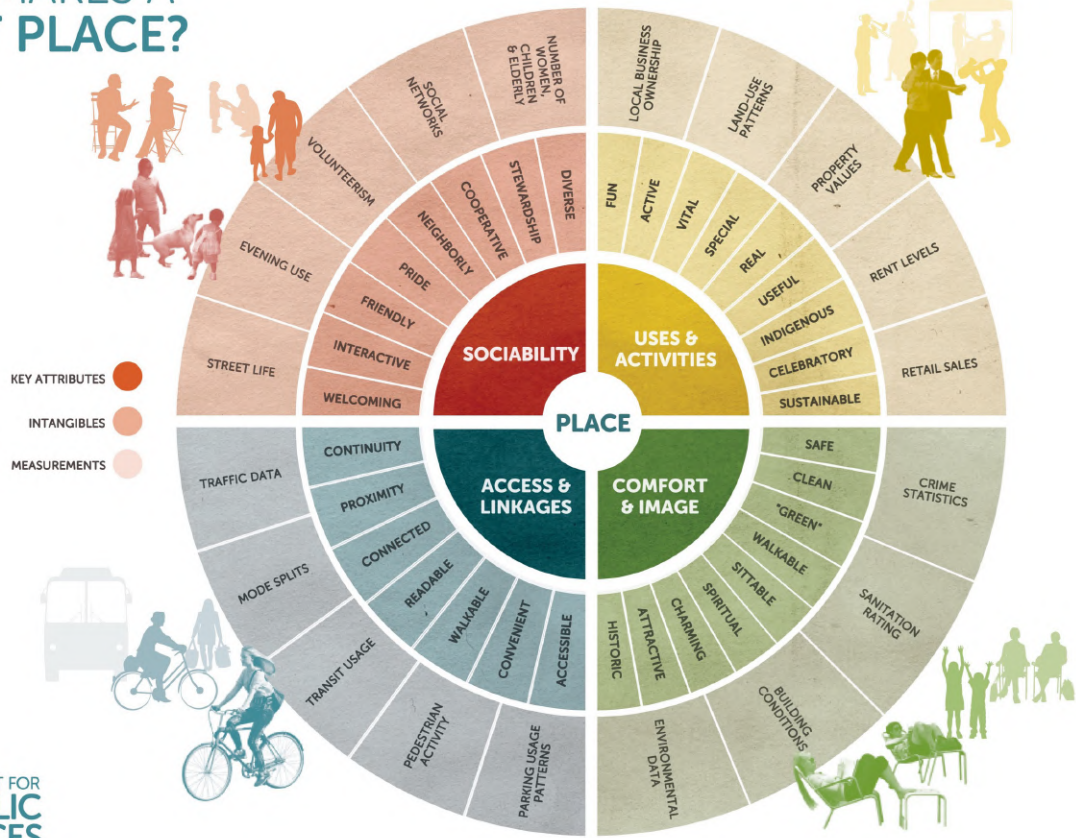 PLACE?
NUMBER OF
WOMEN,
CHILDREN
& ELDERLY
SOCIAL
NETWORKS
VOLUNTEERISM
EVENING USE
STREET LIFE
DIVERSE
STEWARDSHIP
COOPERATIVE
NEIGHBORLY
PRIDE
FRIENDLY
INTERACTIVE
WELCOMING
SOCIABILITY
LOCAL BUSINESS
OWNERSHIP
LAND-USE
PATTERNS
PROPERTY
VALUES
RENT LEVELS
RETAIL SALES
FUN
ACTIVE
VITAL
SPECIAL
REAL
USEFUL
INDIGENOUS
CELEBRATORY
SUSTAINABLE
USES &
ACTIVITIES
PLACE
KEY ATTRIBUTES
INTANGIBLES
MEASUREMENTS
ACCESS &
LINKAGES
CONTINUITY
PROXIMITY
CONNECTED
READABLE
WALKABLE
CONVENIENT
ACCESSIBLE
TRAFFIC DATA
MODE SPLITS
TRANSIT USAGE
PEDESTRIAN
ACTIVITY
PARKING USAGE
PATTERNS
COMFORT
& IMAGE
SAFE
CLEAN
"GREEN"
WALKABLE
SITTABLE
SPIRITUAL
CHARMING
ATTRACTIVE
HISTORIC
CRIME
STATISTICS
SANITATION
RATING
BUILDING
CONDITIONS
ENVIRONMENTAL
DATA
FOR